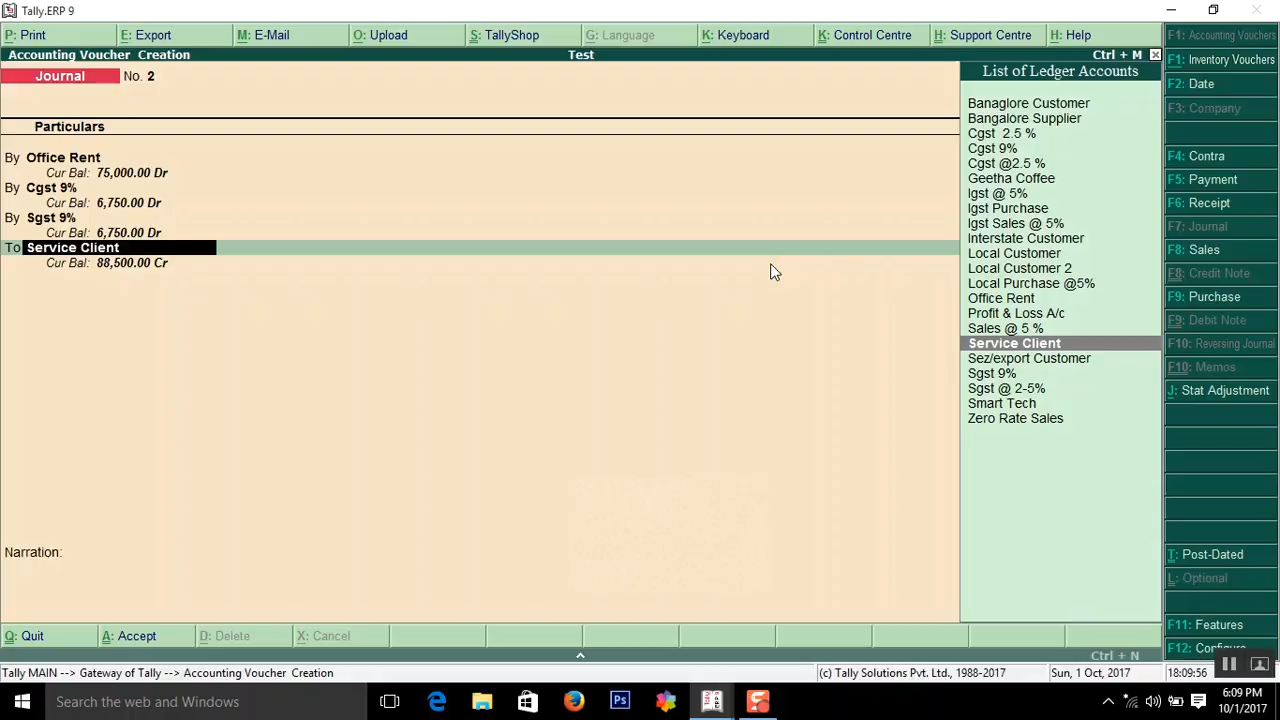 Tally.ERP 9
P: Print E: Export M: E-Mail O: Upload S: TallyShop G: Language K: Keyboard K: Control Centre H: Support Centre H: Help
Accounting Voucher Creation Test Ctrl + M
Journal No. 2
Particulars
By Office Rent
Cur Bal: 75,000.00 Dr
By Cgst 9%
Cur Bal: 6,750.00 Dr
By Sgst 9%
Cur Bal: 6,750.00 Dr
To Service Client
Cur Bal: 88,500.00 Cr
Narration:
List of Ledger Accounts
Banaglore Customer
Bangalore Supplier
Cgst 2.5 %
Cgst 9%
Cgst @2.5 %
Geetha Coffee
Igst @ 5%
Igst Purchase
Igst Sales @ 5%
Interstate Customer
Local Customer
Local Customer 2
Local Purchase @5%
Office Rent
Profit & Loss A/c
Sales @ 5 %
Service Client
Sez/export Customer
Sgst 9%
Sgst @ 2-5%
Smart Tech
Zero Rate Sales
F1: Accounting Vouchers
F1: Inventory Vouchers
F2: Date
F3: Company
F4: Contra
F5: Payment
F6: Receipt
F7: Journal
F8: Sales
F8: Credit Note
F9: Purchase
F9: Debit Note
F10: Reversing Journal
F10: Memos
J: Stat Adjustment
T: Post-Dated
L: Optional
F11: Features
F12: Configure
Q: Quit A: Accept D: Delete X: Cancel
Ctrl + N
Tally MAIN --> Gateway of Tally --> Accounting Voucher Creation (c) Tally Solutions Pvt. Ltd., 1988-2017 Sun, 1 Oct, 2017 18:09:56
Search the web and Windows Ps 6:09 PM
10/1/2017